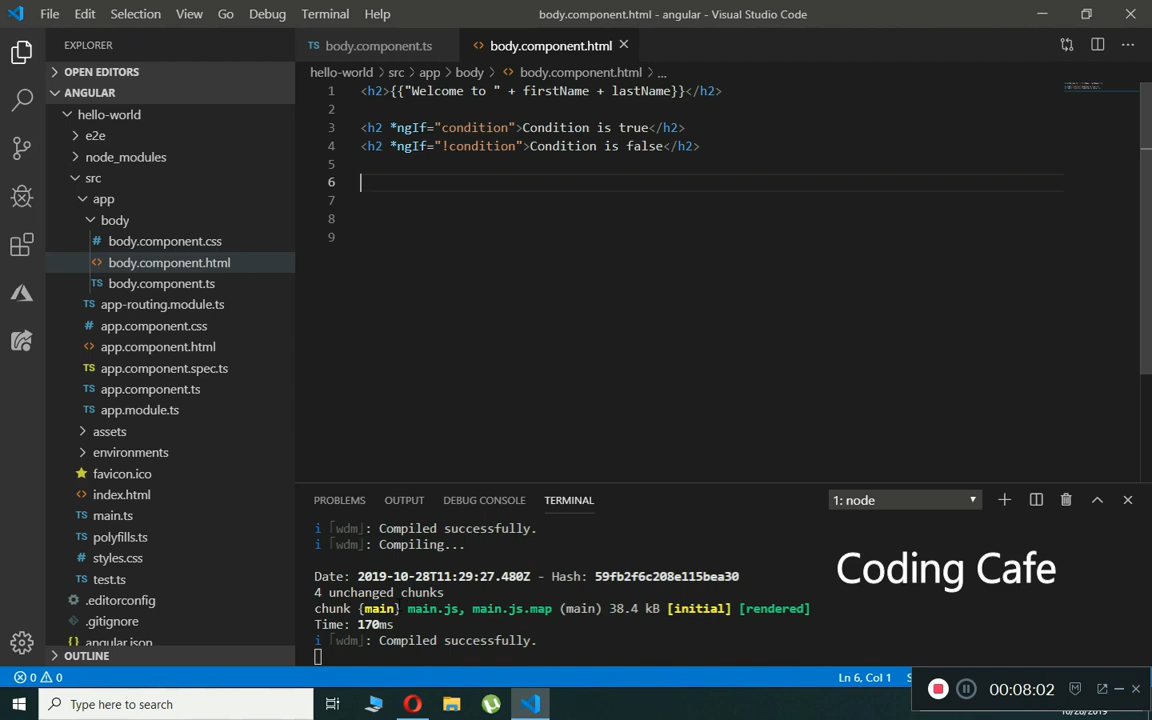 File Edit Selection View Go Debug Terminal Help
body.component.html - angular - Visual Studio Code
EXPLORER
OPEN EDITORS
ANGULAR
hello-world
e2e
node_modules
src
app
body
body.component.css
body.component.html
body.component.ts
app-routing.module.ts
app.component.css
app.component.html
app.component.spec.ts
app.component.ts
app.module.ts
assets
environments
favicon.ico
index.html
main.ts
polyfills.ts
styles.css
test.ts
.editorconfig
.gitignore
angular.json
OUTLINE
TS body.component.ts
<> body.component.html
hello-world > src > app > body > <> body.component.html > ...
1 <h2>{{"Welcome to " + firstName + lastName}}</h2>
2
3 <h2 *ngIf="condition">Condition is true</h2>
4 <h2 *ngIf="!condition">Condition is false</h2>
5
6
7
8
9
PROBLEMS OUTPUT DEBUG CONSOLE TERMINAL
1: node
i ｢wdm｣: Compiled successfully.
i ｢wdm｣: Compiling...
Date: 2019-10-28T11:29:27.480Z - Hash: 59fb2f6c208e115bea30
4 unchanged chunks
chunk {main} main.js, main.js.map (main) 38.4 kB [initial] [rendered]
Time: 170ms
i ｢wdm｣: Compiled successfully.
Coding Cafe
0 0
Ln 6, Col 1
00:08:02
Type here to search
10/28/2019